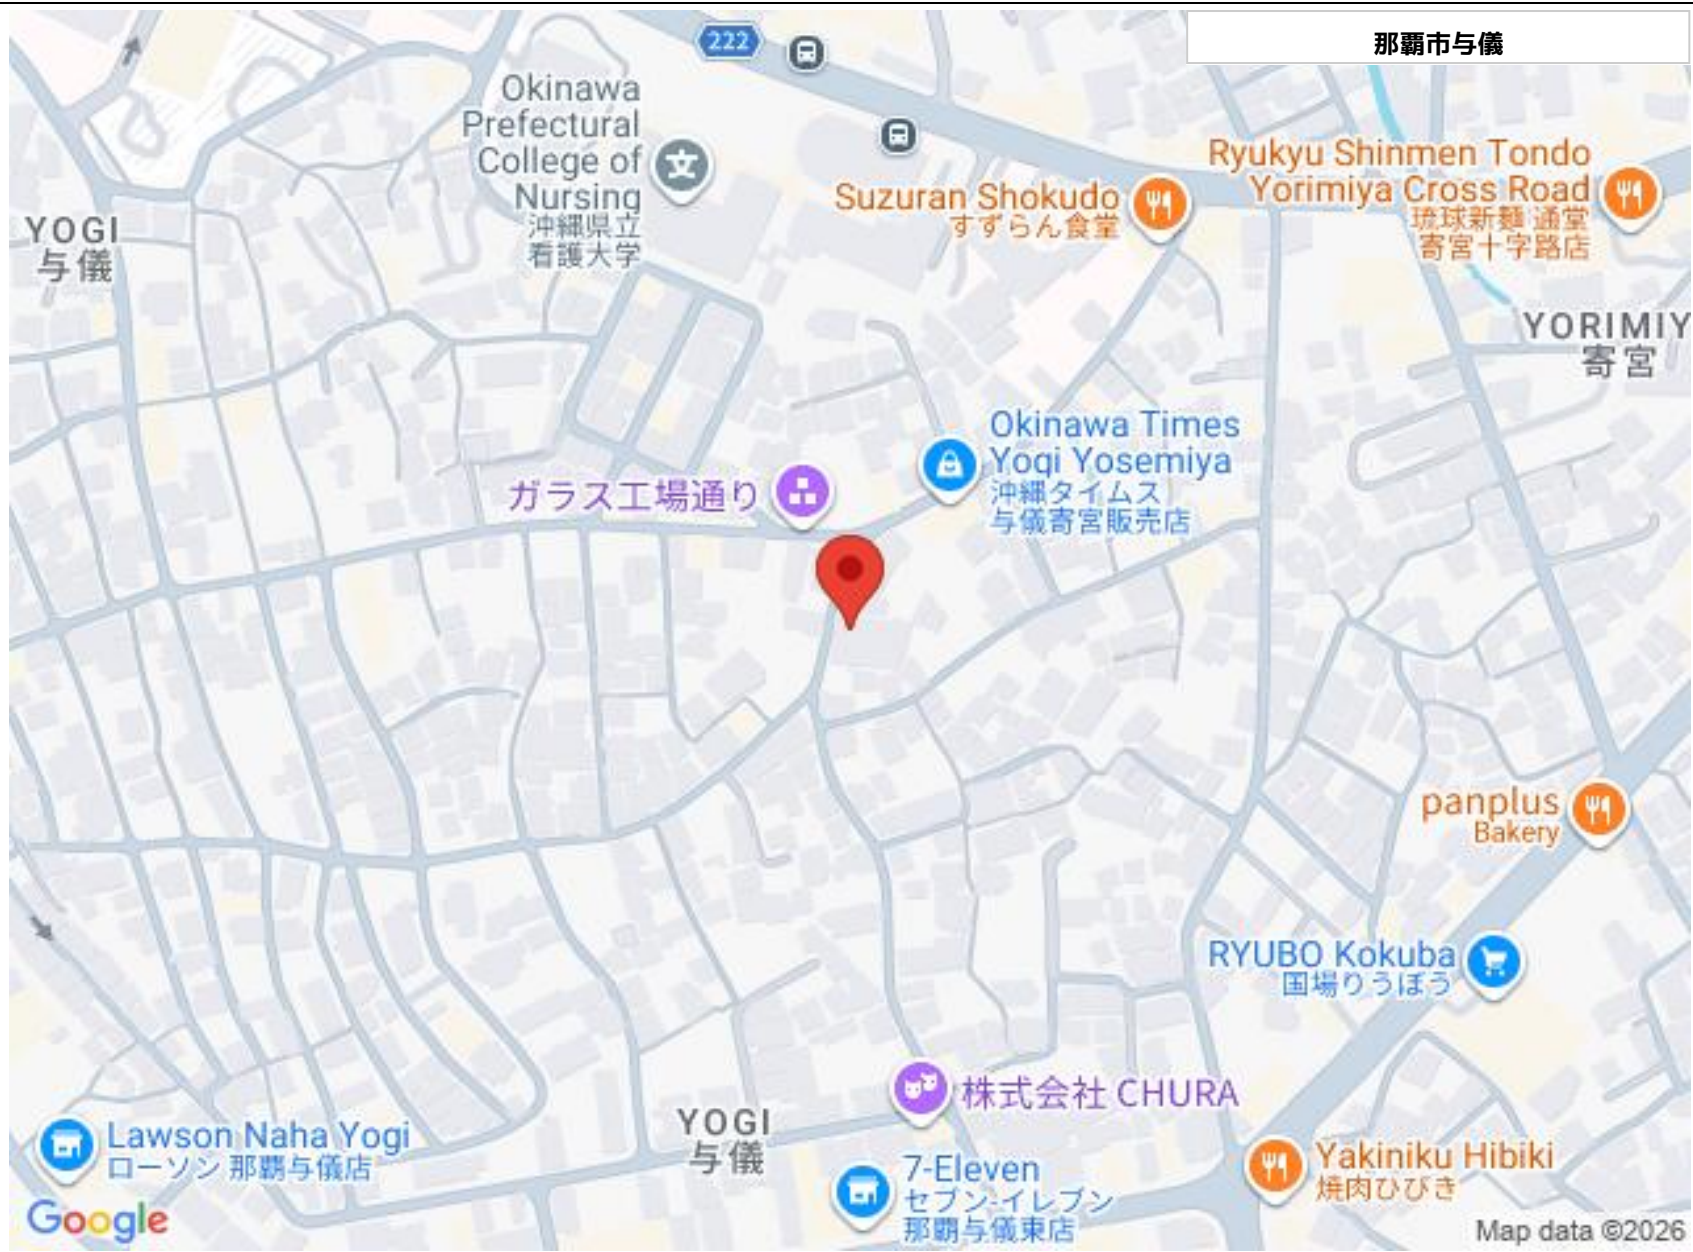 那覇市与儀
222
Okinawa
Prefectural
College of
Nursing
沖縄県立
看護大学
Suzuran Shokudo
すずらん食堂
Ryukyu Shinmen Tondo
Yorimiya Cross Road
琉球新麺 通堂
寄宮十字路店
YOGI
与儀
YORIMIY
寄宮
Okinawa Times
Yogi Yosemiya
沖縄タイムス
与儀寄宮販売店
ガラス工場通り
panplus
Bakery
RYUBO Kokuba
国場りうぼう
株式会社 CHURA
YOGI
与儀
Lawson Naha Yogi
ローソン 那覇与儀店
7-Eleven
セブン-イレブン
那覇与儀東店
Yakiniku Hibiki
焼肉ひびき
Google
Map data ©2026